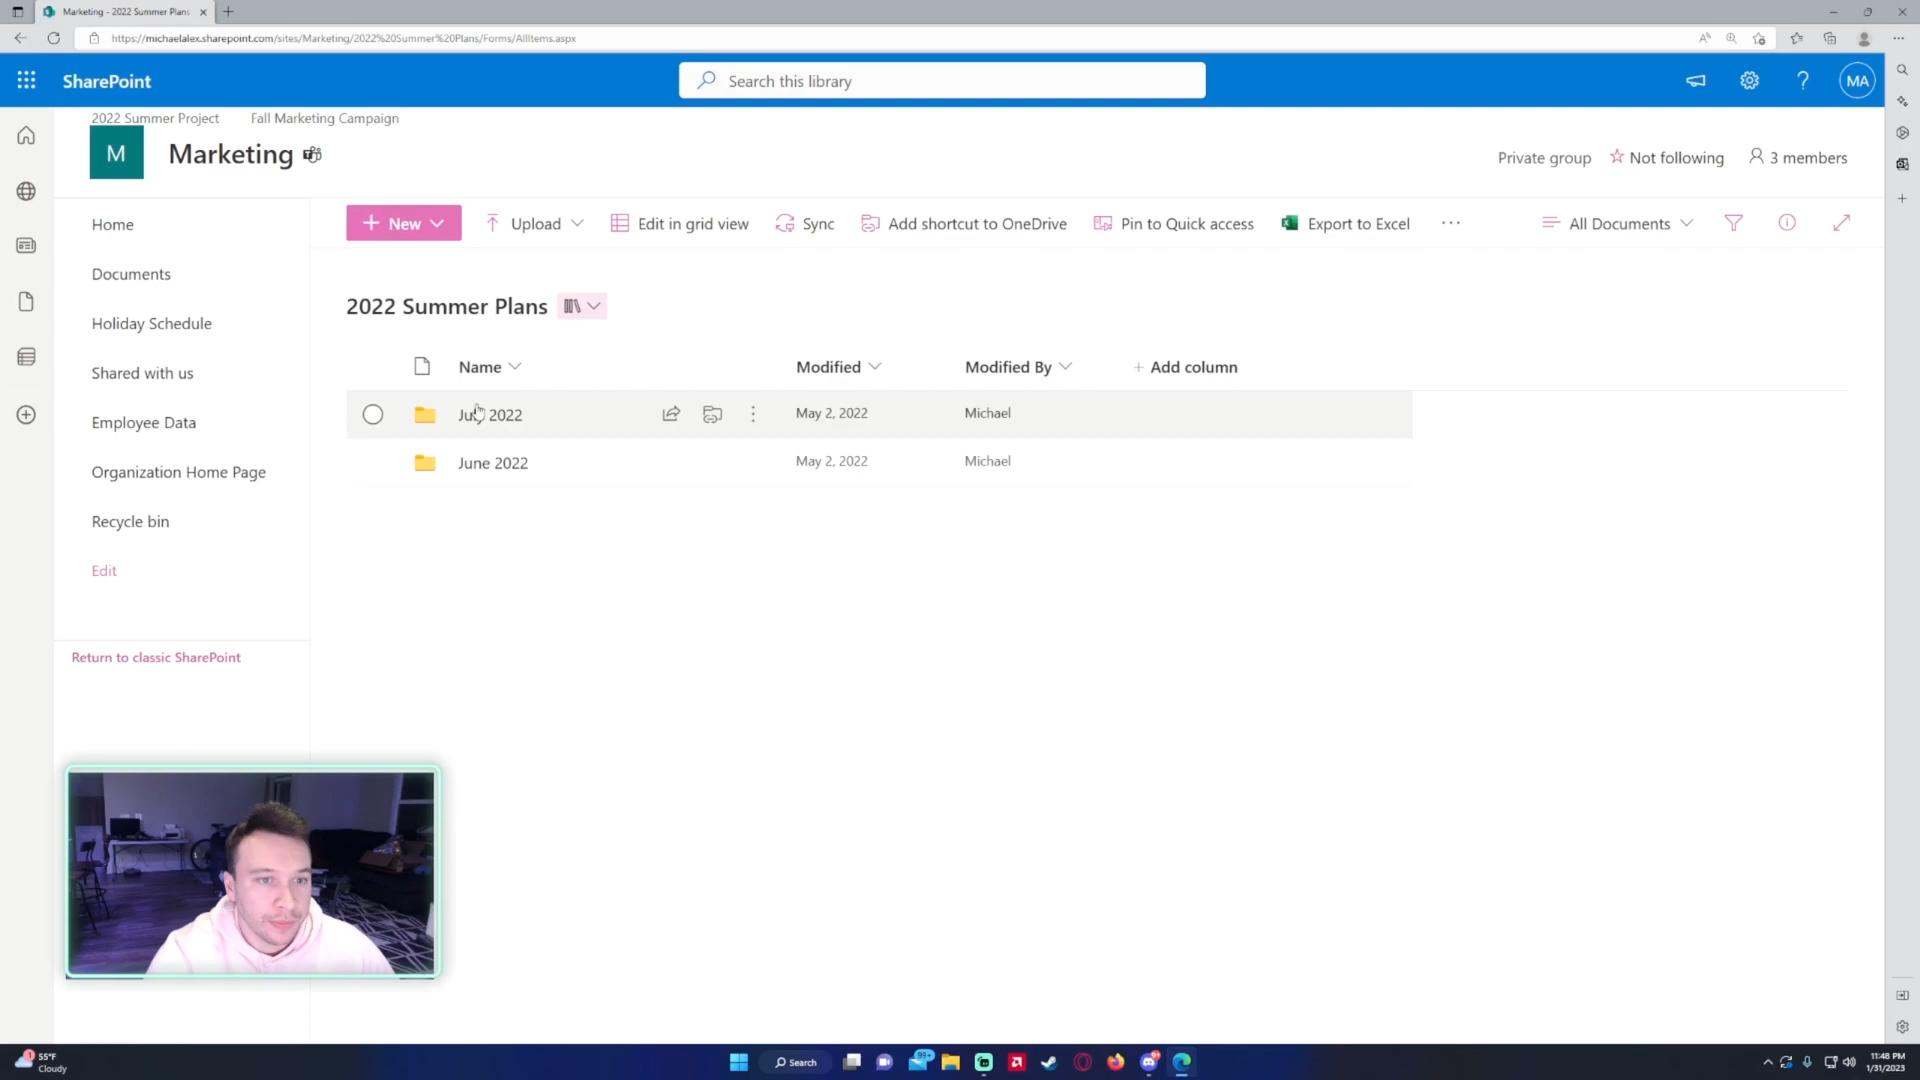 Marketing - 2022 Summer Plans
https://michaelalex.sharepoint.com/sites/Marketing/2022%20Summer%20Plans/Forms/AllItems.aspx
SharePoint
Search this library
MA
2022 Summer Project
Fall Marketing Campaign
M
Marketing
Private group
Not following
3 members
Home
Documents
Holiday Schedule
Shared with us
Employee Data
Organization Home Page
Recycle bin
Edit
Return to classic SharePoint
New
Upload
Edit in grid view
Sync
Add shortcut to OneDrive
Pin to Quick access
Export to Excel
All Documents
2022 Summer Plans
Name
Modified
Modified By
Add column
July 2022
May 2, 2022
Michael
June 2022
May 2, 2022
Michael
1
55°F
Cloudy
Search
99+
11:48 PM
1/31/2023